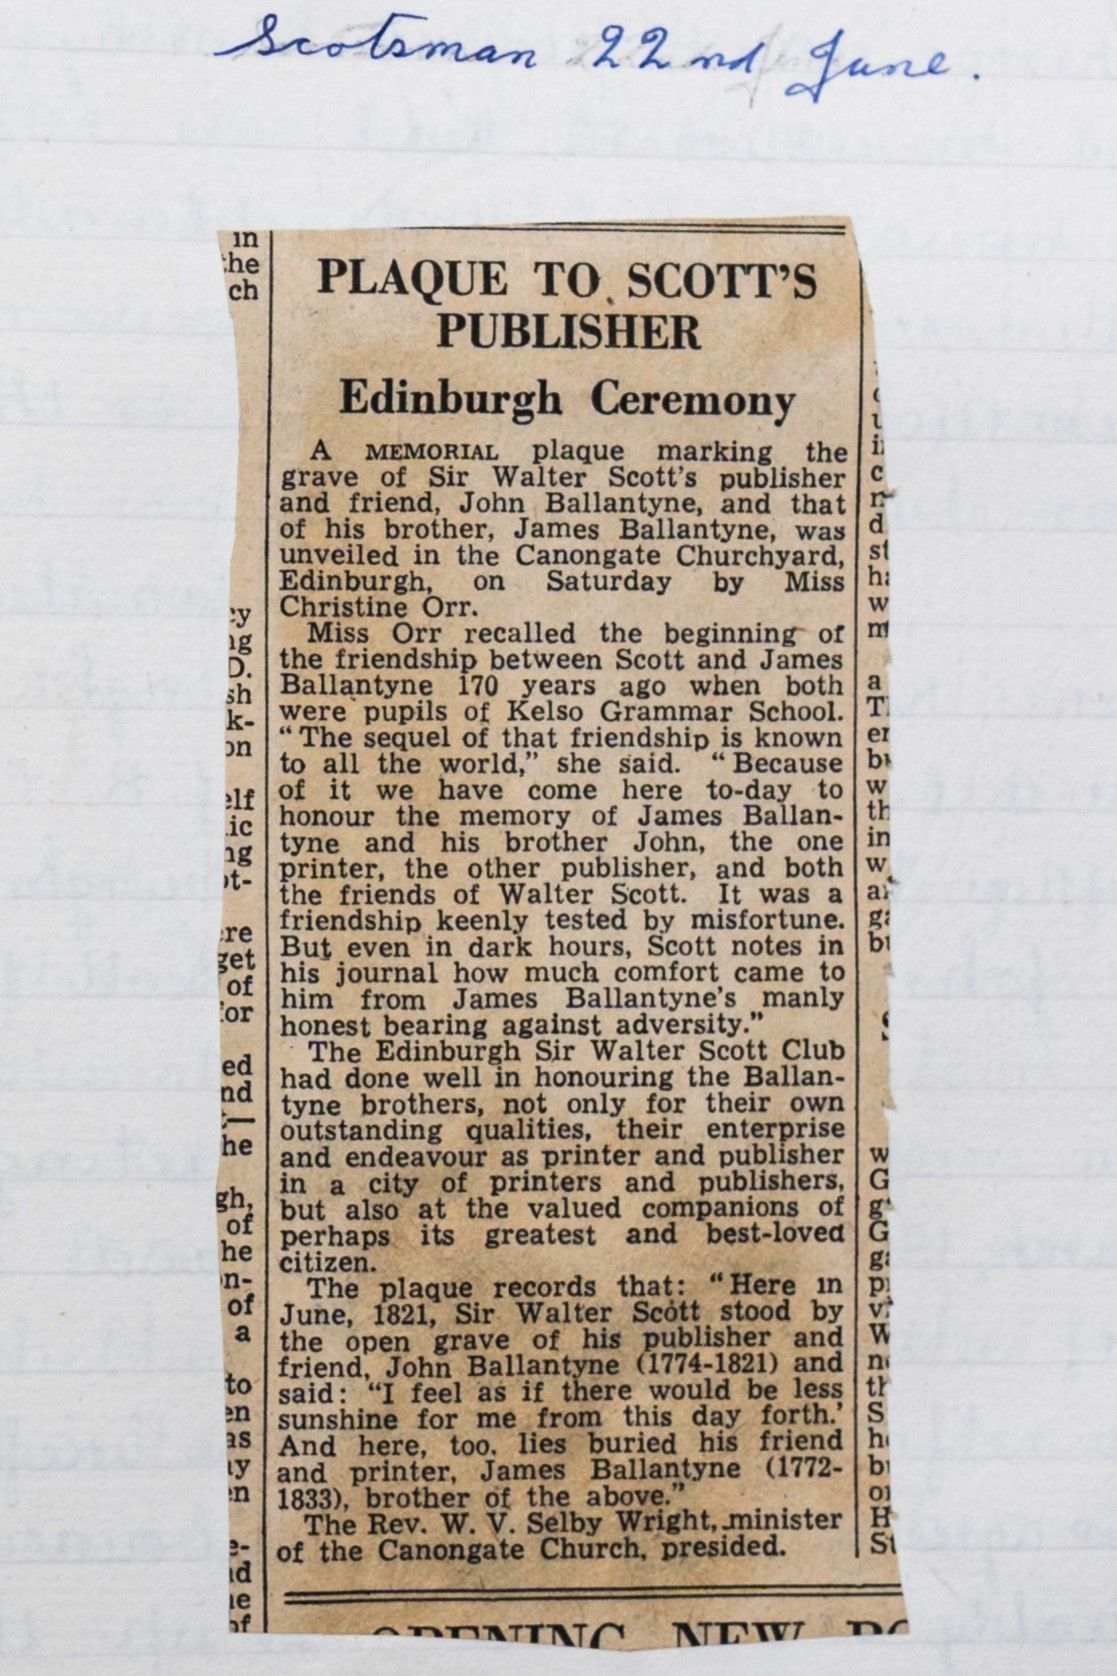 Scotsman 22nd June.
PLAQUE TO SCOTT'S
PUBLISHER
Edinburgh Ceremony
A MEMORIAL plaque marking the
grave of Sir Walter Scott's publisher
and friend, John Ballantyne, and that
of his brother, James Ballantyne, was
unveiled in the Canongate Churchyard,
Edinburgh, on Saturday by Miss
Christine Orr.
Miss Orr recalled the beginning of
the friendship between Scott and James
Ballantyne 170 years ago when both
were pupils of Kelso Grammar School.
"The sequel of that friendship is known
to all the world," she said. "Because
of it we have come here to-day to
honour the memory of James Ballan-
tyne and his brother John, the one
printer, the other publisher, and both
the friends of Walter Scott. It was a
friendship keenly tested by misfortune.
But even in dark hours, Scott notes in
his journal how much comfort came to
him from James Ballantyne's manly
honest bearing against adversity."
The Edinburgh Sir Walter Scott Club
had done well in honouring the Ballan-
tyne brothers, not only for their own
outstanding qualities, their enterprise
and endeavour as printer and publisher
in a city of printers and publishers,
but also at the valued companions of
perhaps its greatest and best-loved
citizen.
The plaque records that: "Here in
June, 1821, Sir Walter Scott stood by
the open grave of his publisher and
friend, John Ballantyne (1774-1821) and
said: "I feel as if there would be less
sunshine for me from this day forth.'
And here, too, lies buried his friend
and printer, James Ballantyne (1772-
1833), brother of the above."
The Rev. W. V. Selby Wright, minister
of the Canongate Church, presided.
OPENING NEW